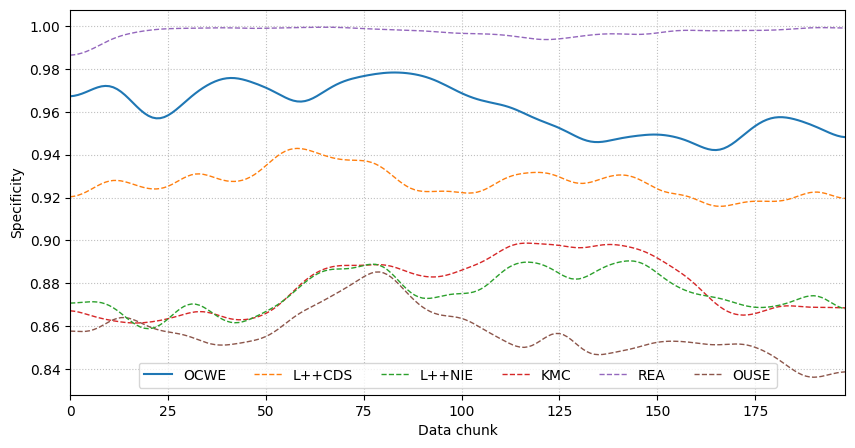 1.00
0.98
0.96
0.94
0.92
0.90
0.88
0.86
0.84
Specificity
OCWE L++CDS L++NIE KMC REA OUSE
0 25 50 75 100 125 150 175
Data chunk